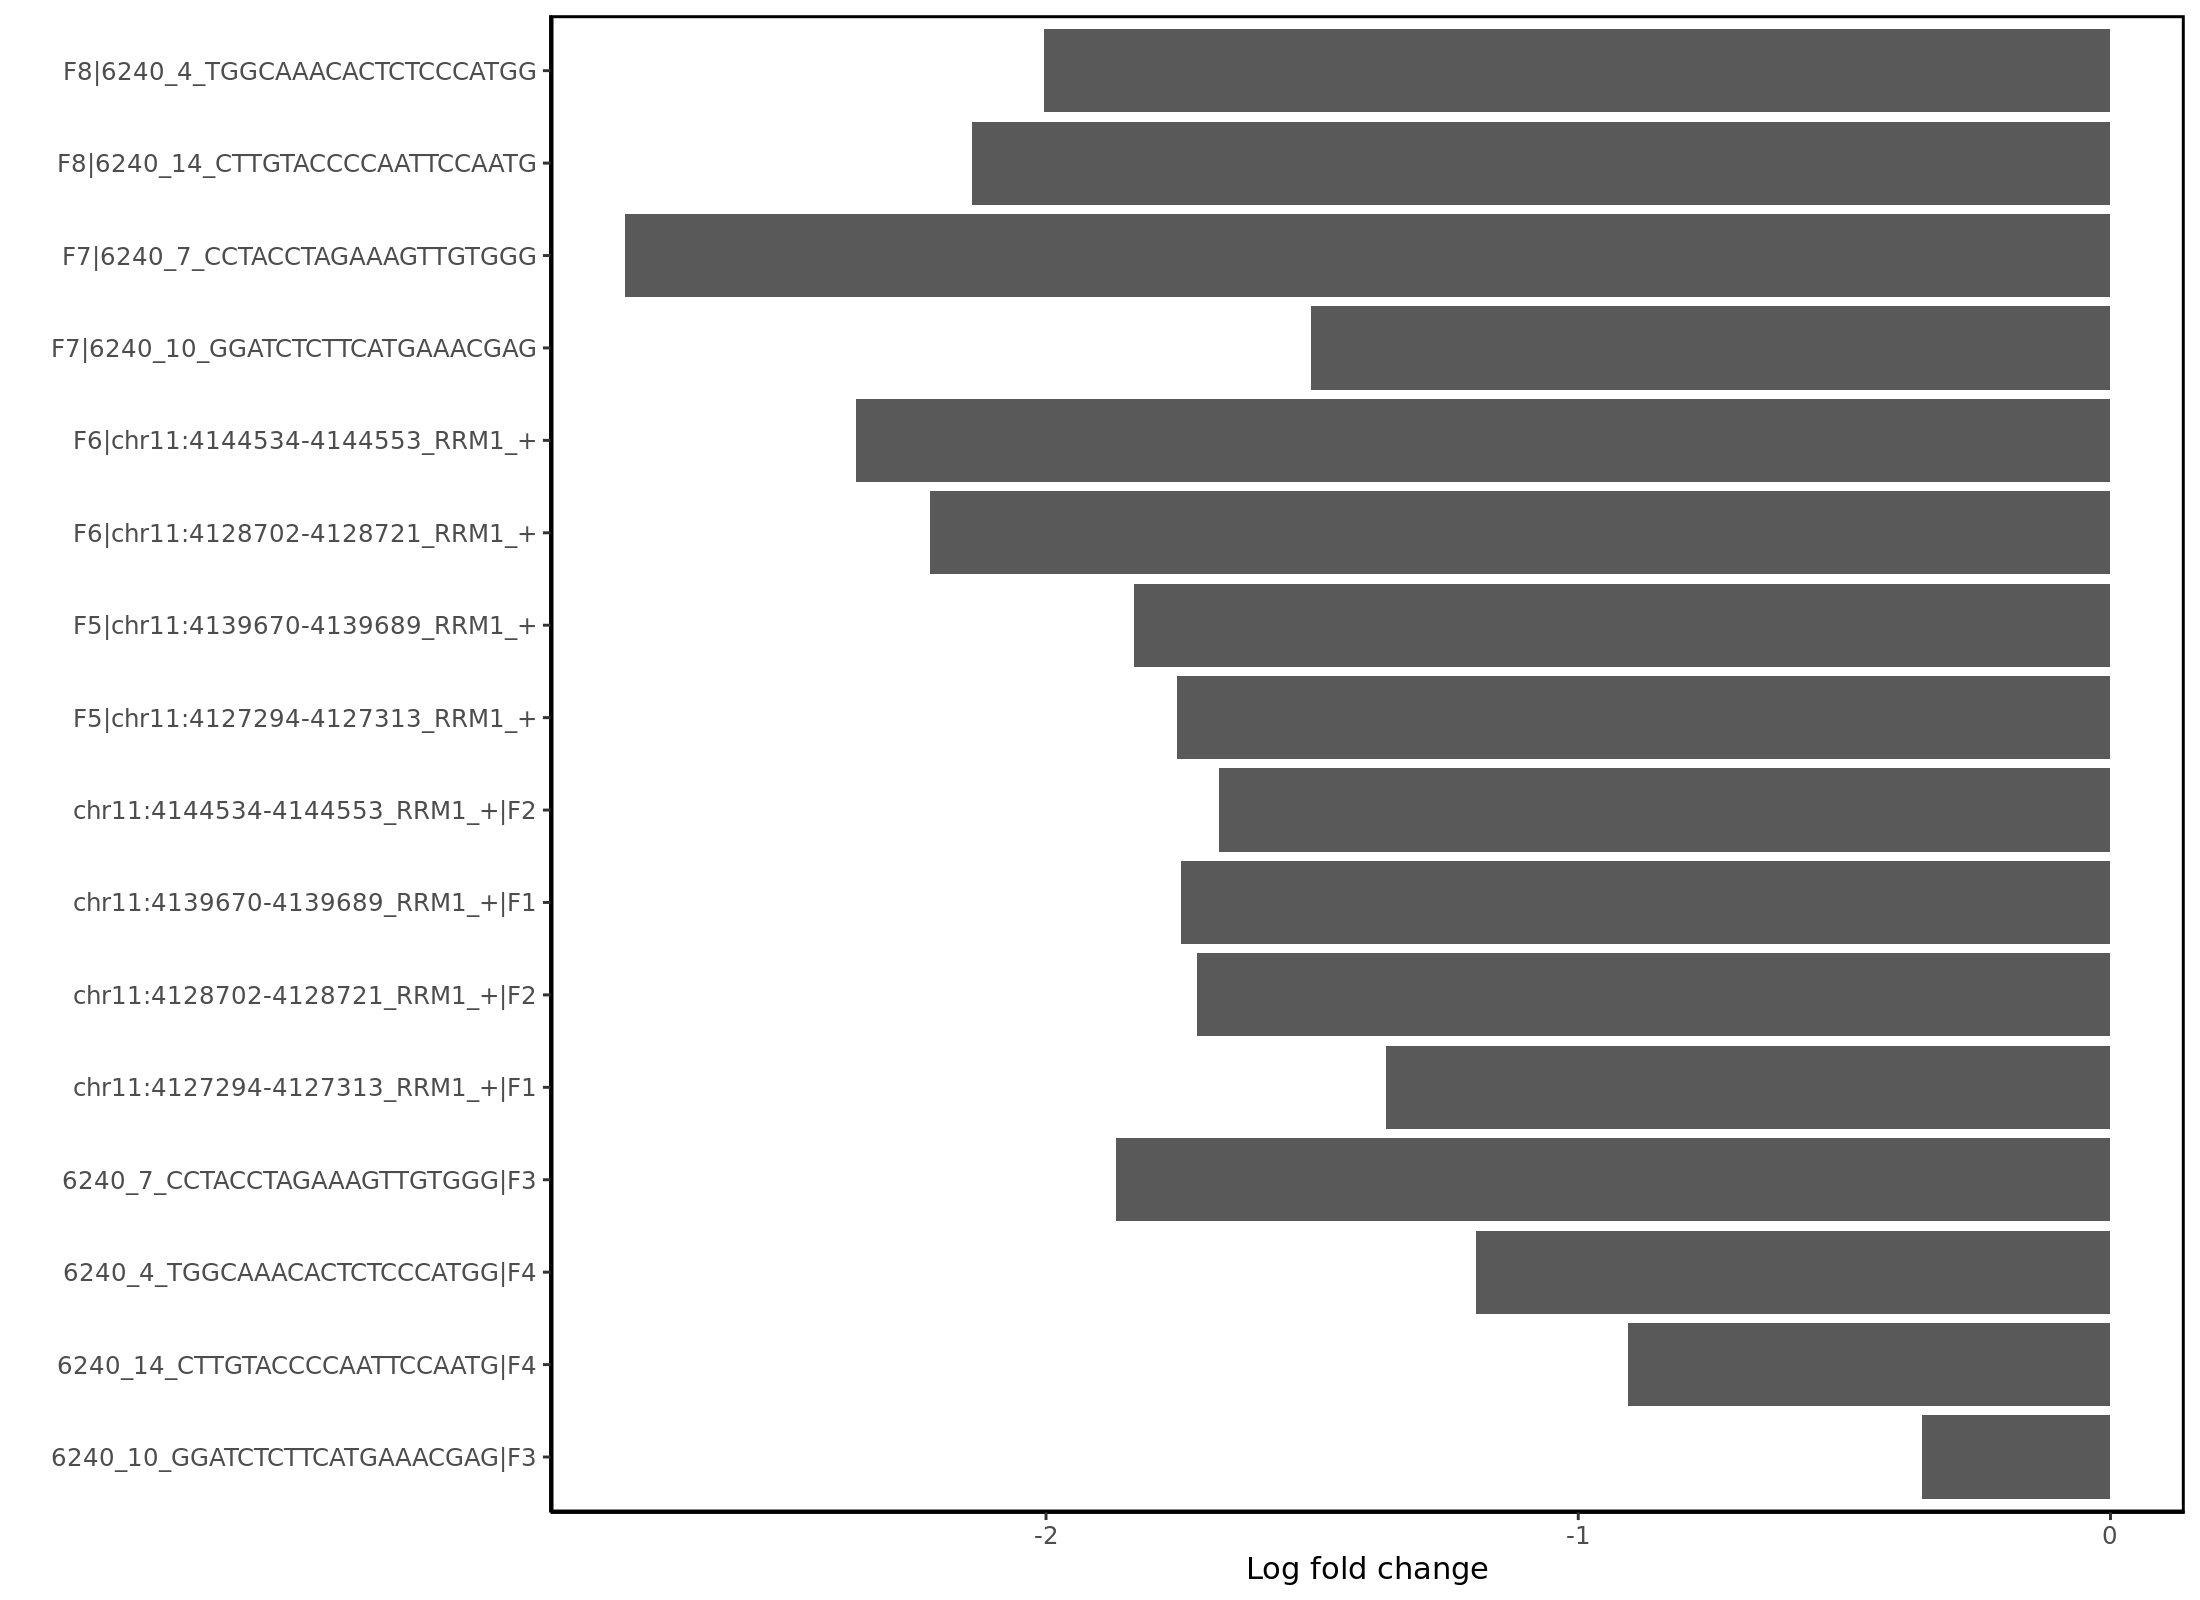 F8|6240_4_TGGCAAACACTCTCCCATGG
F8|6240_14_CTTGTACCCCAATTCCAATG
F7|6240_7_CCTACCTAGAAAGTTGTGGG
F7|6240_10_GGATCTCTTCATGAAACGAG
F6|chr11:4144534-4144553_RRM1_+
F6|chr11:4128702-4128721_RRM1_+
F5|chr11:4139670-4139689_RRM1_+
F5|chr11:4127294-4127313_RRM1_+
chr11:4144534-4144553_RRM1_+|F2
chr11:4139670-4139689_RRM1_+|F1
chr11:4128702-4128721_RRM1_+|F2
chr11:4127294-4127313_RRM1_+|F1
6240_7_CCTACCTAGAAAGTTGTGGG|F3
6240_4_TGGCAAACACTCTCCCATGG|F4
6240_14_CTTGTACCCCAATTCCAATG|F4
6240_10_GGATCTCTTCATGAAACGAG|F3
-2 -1 0
Log fold change